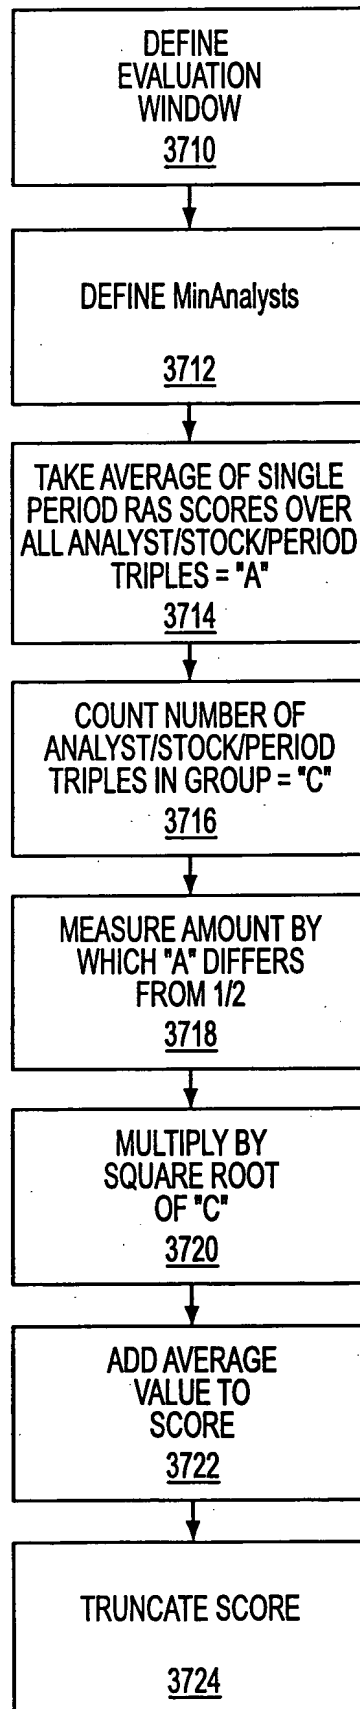 DEFINE
EVALUATION
WINDOW
3710
DEFINE MinAnalysts
3712
TAKE AVERAGE OF SINGLE
PERIOD RAS SCORES OVER
ALL ANALYST/STOCK/PERIOD
TRIPLES = "A"
3714
COUNT NUMBER OF
ANALYST/STOCK/PERIOD
TRIPLES IN GROUP = "C"
3716
MEASURE AMOUNT BY
WHICH "A" DIFFERS
FROM 1/2
3718
MULTIPLY BY
SQUARE ROOT
OF "C"
3720
ADD AVERAGE
VALUE TO
SCORE
3722
TRUNCATE SCORE
3724